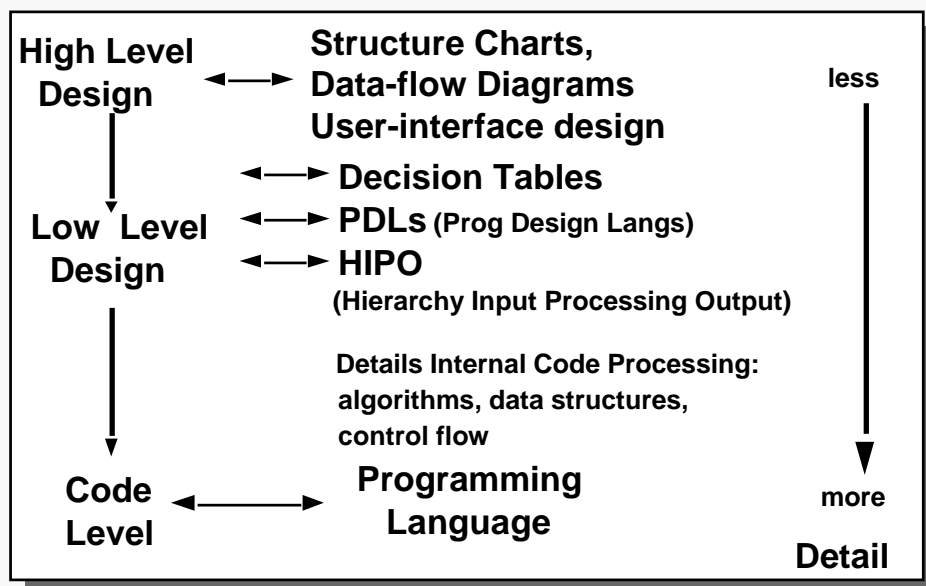 High Level
Design
Structure Charts,
Data-flow Diagrams
User-interface design
less
Decision Tables
Low Level
Design
PDLs (Prog Design Langs)
HIPO
(Hierarchy Input Processing Output)
Details Internal Code Processing:
algorithms, data structures,
control flow
Code
Level
Programming
Language
more
Detail